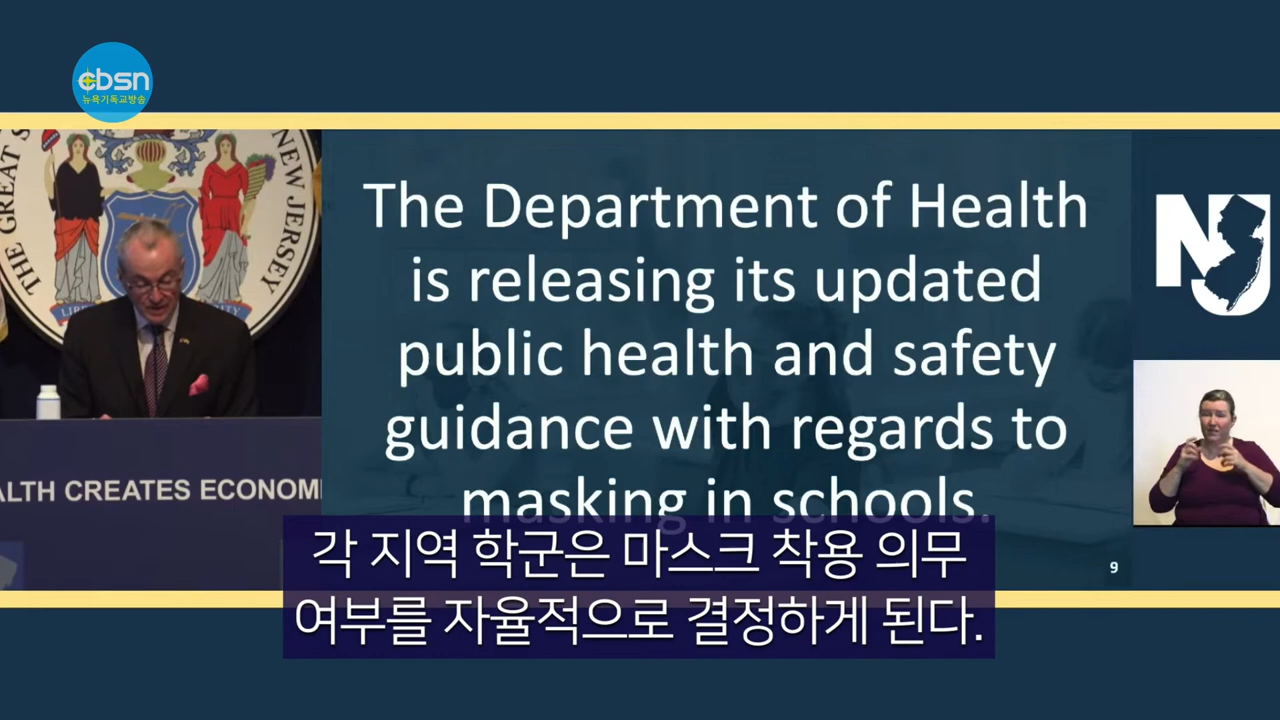 cbsn
뉴욕기독교방송
THE GREAT S
NEW JERSEY
The Department of Health
is releasing its updated
public health and safety
guidance with regards to
masking in schools.
NJ
ALTH CREATES ECONOM
9
각 지역 학군은 마스크 착용 의무
여부를 자율적으로 결정하게 된다.